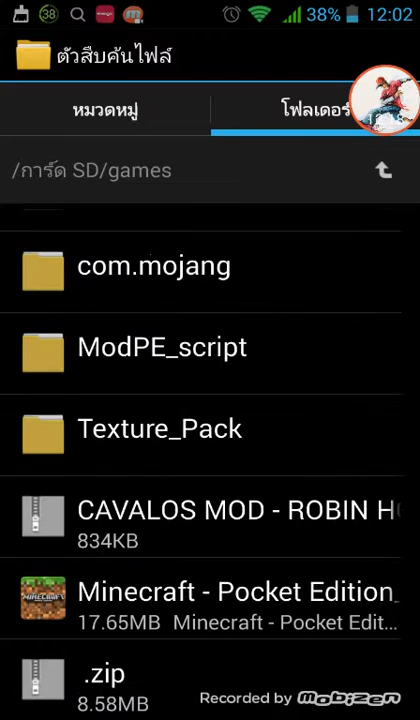 38 38% 12:02
ตัวสืบค้นไฟล์
หมวดหมู่ โฟลเดอร์
/การ์ด SD/games
com.mojang
ModPE_script
Texture_Pack
CAVALOS MOD - ROBIN H
834KB
Minecraft - Pocket Edition_
17.65MB Minecraft - Pocket Edit...
.zip
8.58MB
Recorded by mobizen